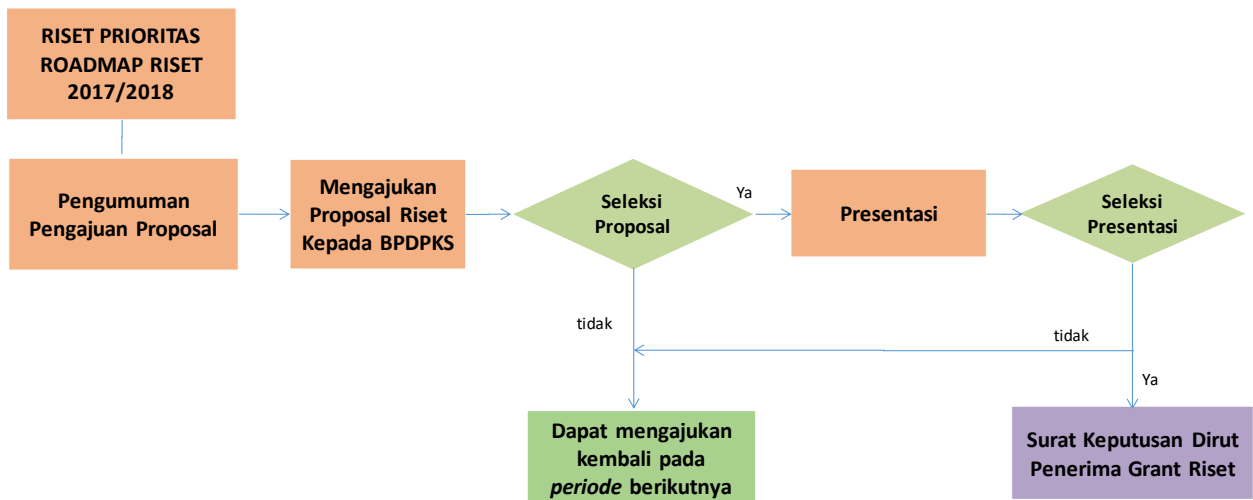 RISET PRIORITAS
ROADMAP RISET
2017/2018
Pengumuman
Pengajuan Proposal
Mengajukan
Proposal Riset
Kepada BPDPKS
Seleksi
Proposal
Ya
Presentasi
Seleksi
Presentasi
tidak
tidak
Ya
Dapat mengajukan
kembali pada
periode berikutnya
Surat Keputusan Dirut
Penerima Grant Riset